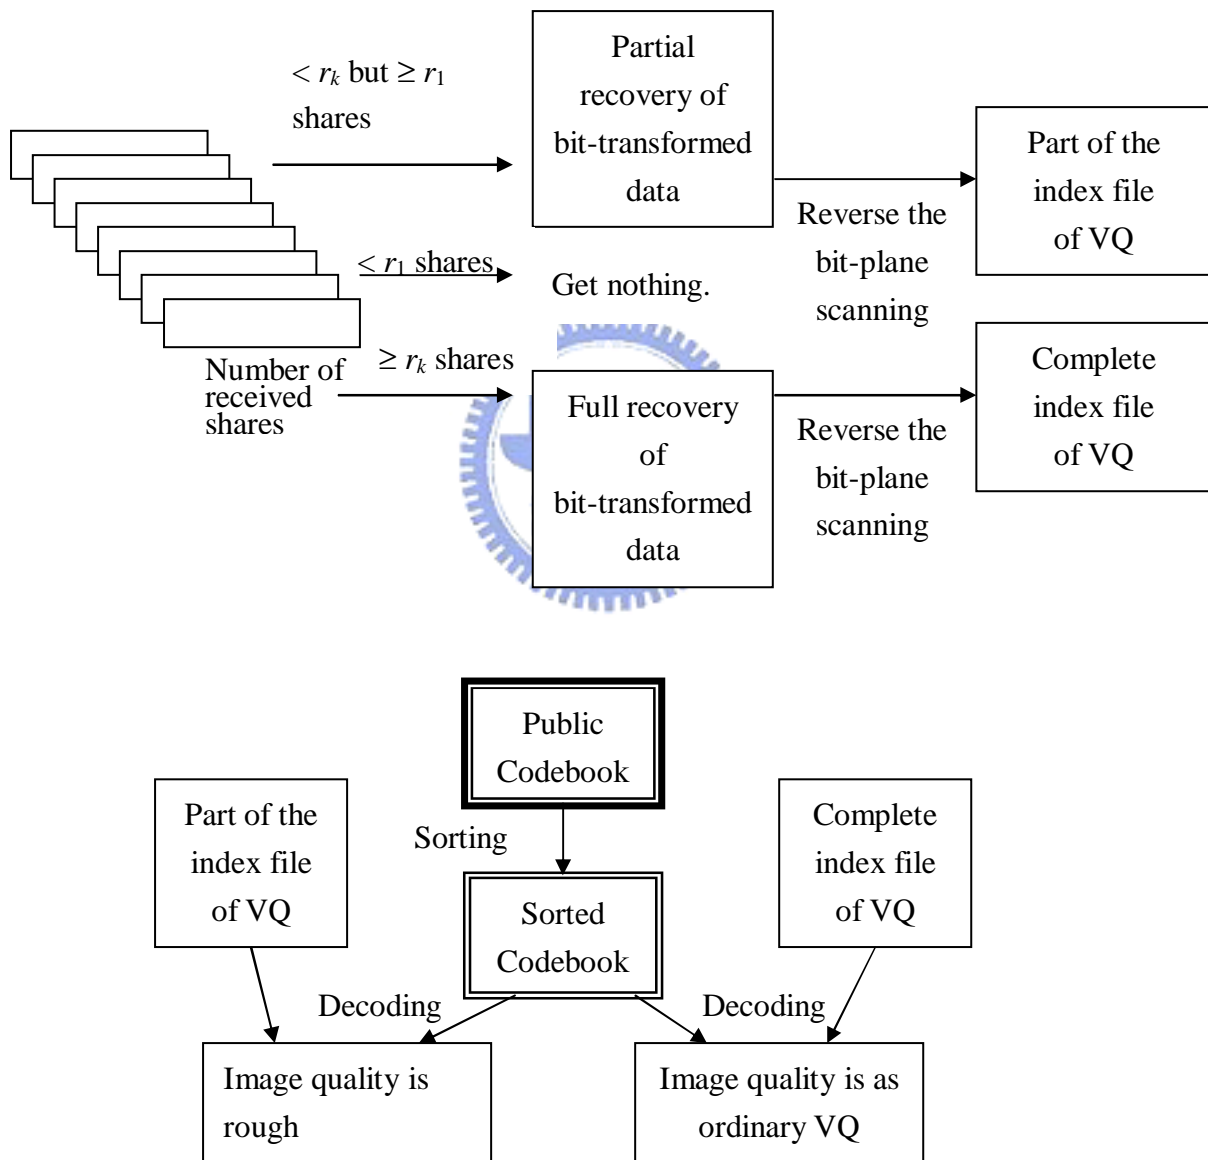 < rk but ≥ r1
shares
Partial
recovery of
bit-transformed
data
Reverse the
bit-plane
scanning
Part of the
index file
of VQ
< r1 shares
Get nothing.
Number of
received
shares
≥ rk shares
Full recovery
of
bit-transformed
data
Reverse the
bit-plane
scanning
Complete
index file
of VQ
Public
Codebook
Sorting
Part of the
index file
of VQ
Sorted
Codebook
Complete
index file
of VQ
Decoding
Decoding
Image quality is
rough
Image quality is as
ordinary VQ